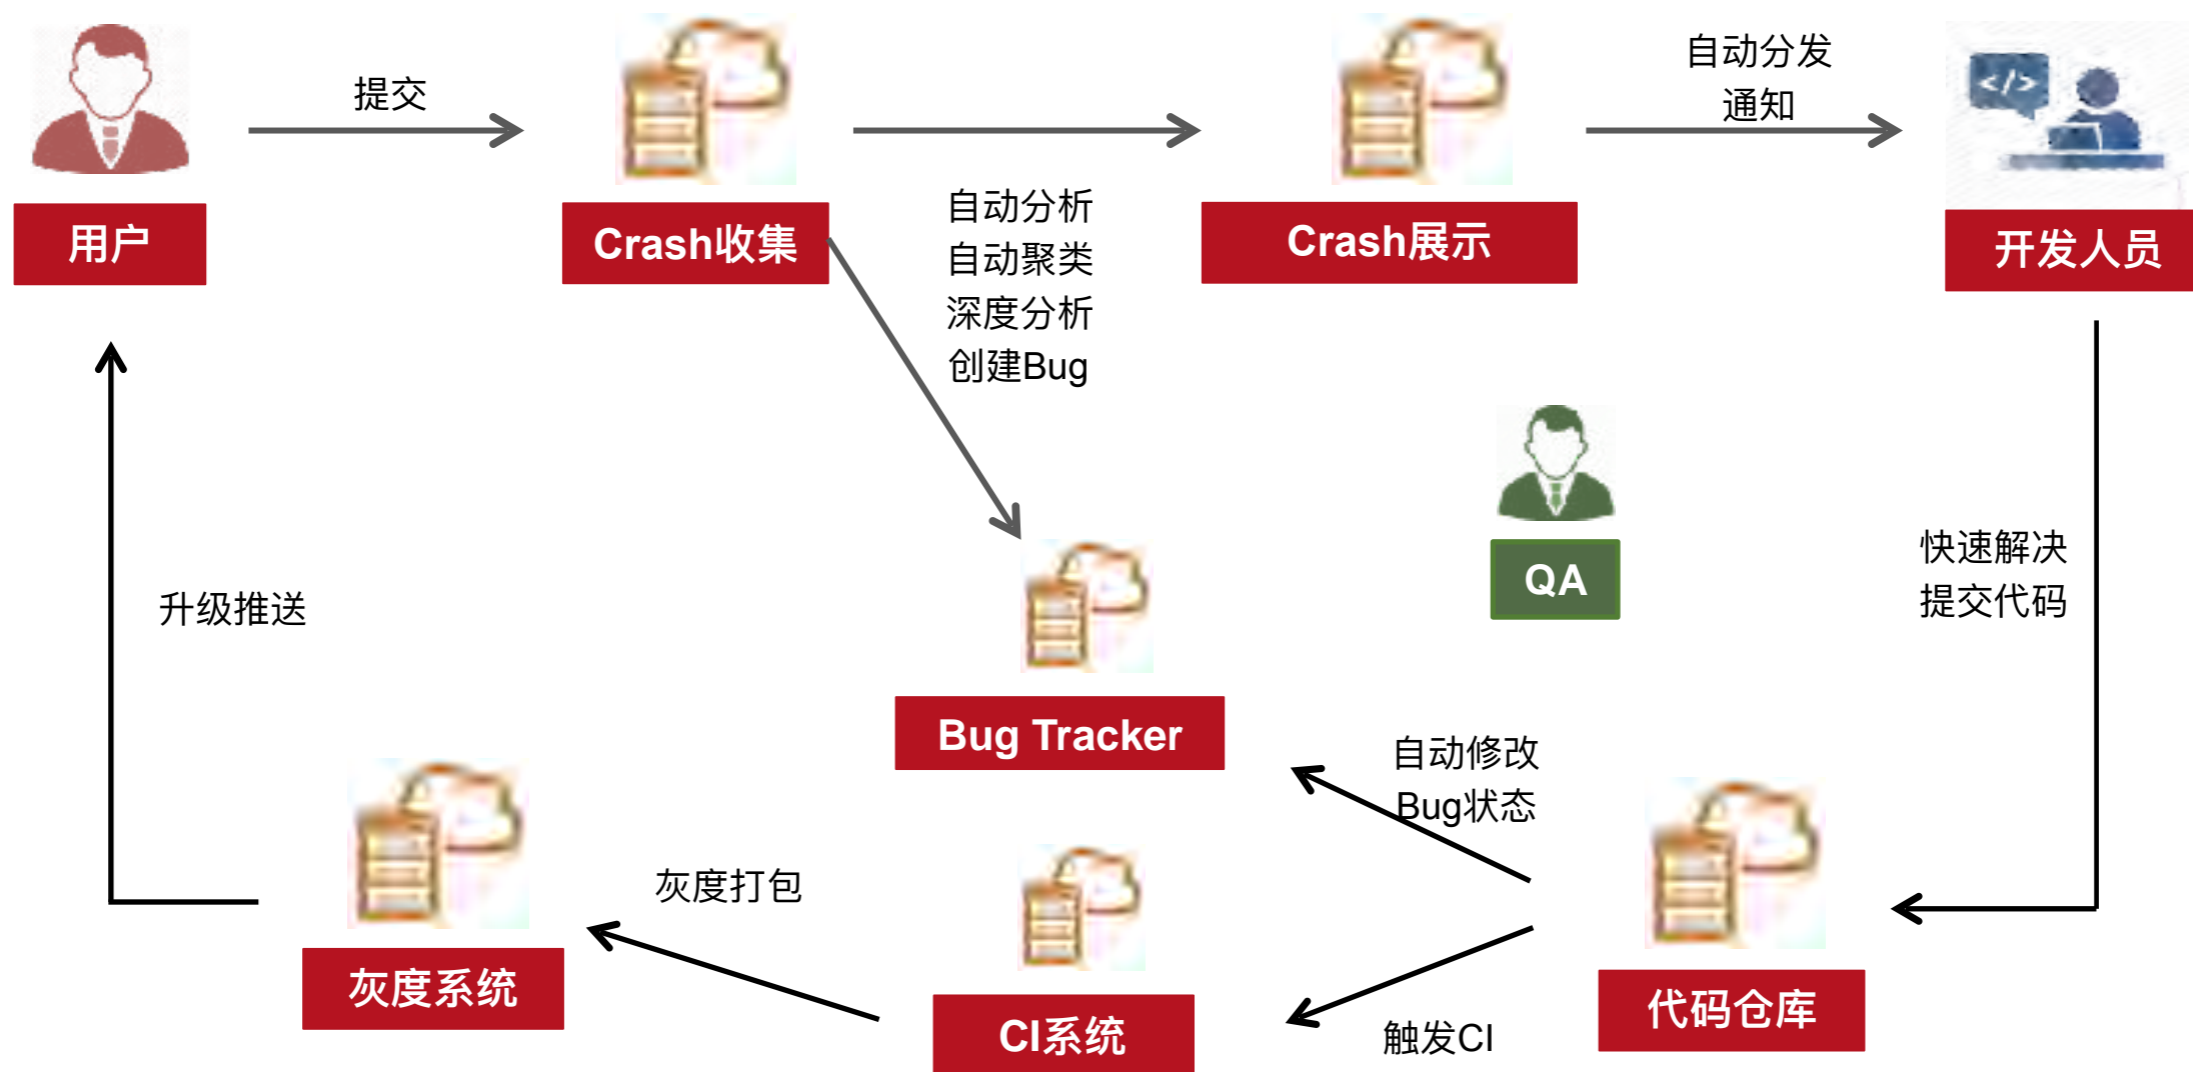 提交
自动分发
通知
用户
Crash收集
自动分析
自动聚类
深度分析
创建Bug
Crash展示
开发人员
QA
快速解决
提交代码
升级推送
Bug Tracker
自动修改
Bug状态
灰度打包
灰度系统
CI系统
触发CI
代码仓库